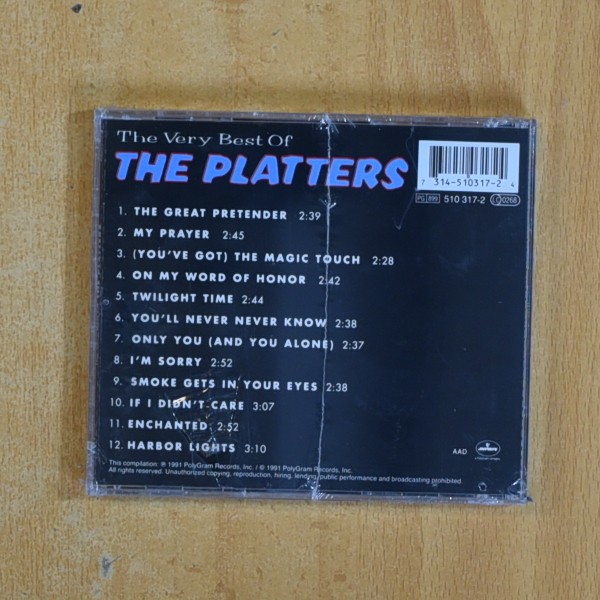 The Very Best Of
THE PLATTERS
7 314-510317-2 4
PG 899 510 317-2 LC 0268
1. THE GREAT PRETENDER 2:39
2. MY PRAYER 2:45
3. (YOU'VE GOT) THE MAGIC TOUCH 2:28
4. ON MY WORD OF HONOR 2:42
5. TWILIGHT TIME 2:44
6. YOU'LL NEVER NEVER KNOW 2:38
7. ONLY YOU (AND YOU ALONE) 2:37
8. I'M SORRY 2:52
9. SMOKE GETS IN YOUR EYES 2:38
10. IF I DIDN'T CARE 3:07
11. ENCHANTED 2:52
12. HARBOR LIGHTS 3:10
AAD
This compilation: ℗ 1991 PolyGram Records, Inc. / © 1991 PolyGram Records, Inc.
All rights reserved. Unauthorized copying, reproduction, hiring, lending, public performance and broadcasting prohibited.